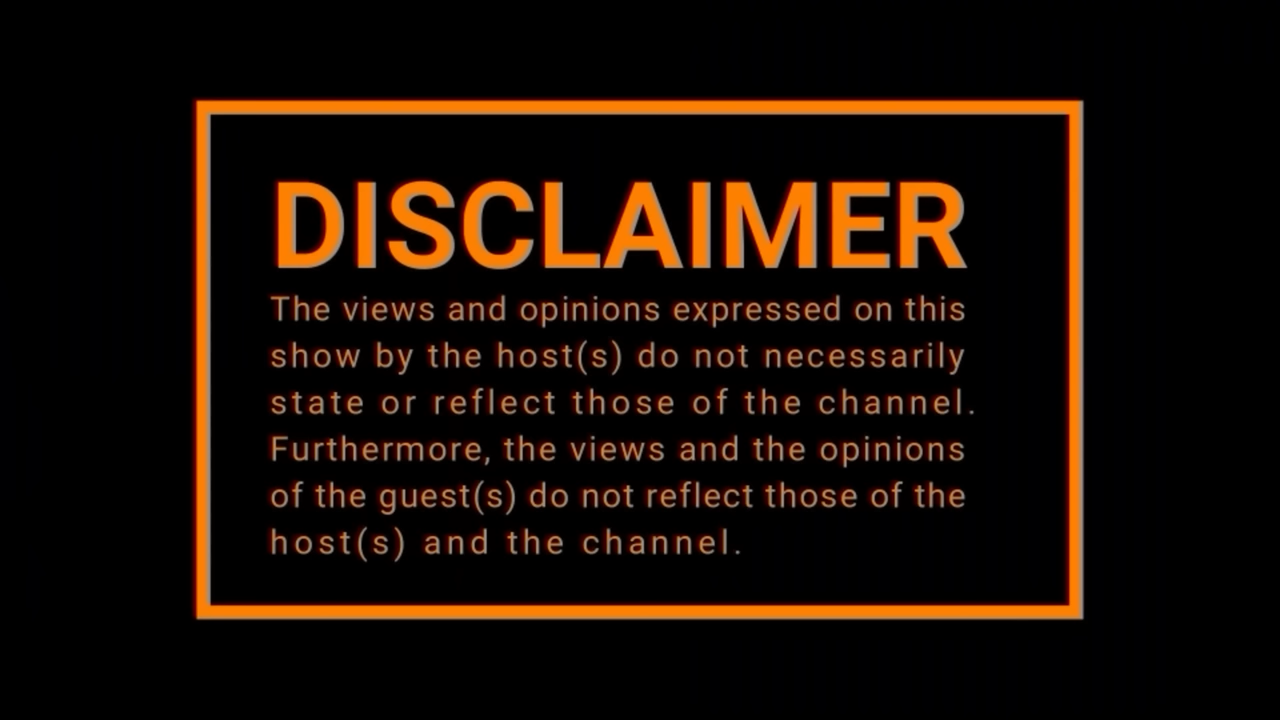 DISCLAIMER
The views and opinions expressed on this
show by the host(s) do not necessarily
state or reflect those of the channel.
Furthermore, the views and the opinions
of the guest(s) do not reflect those of the
host(s) and the channel.